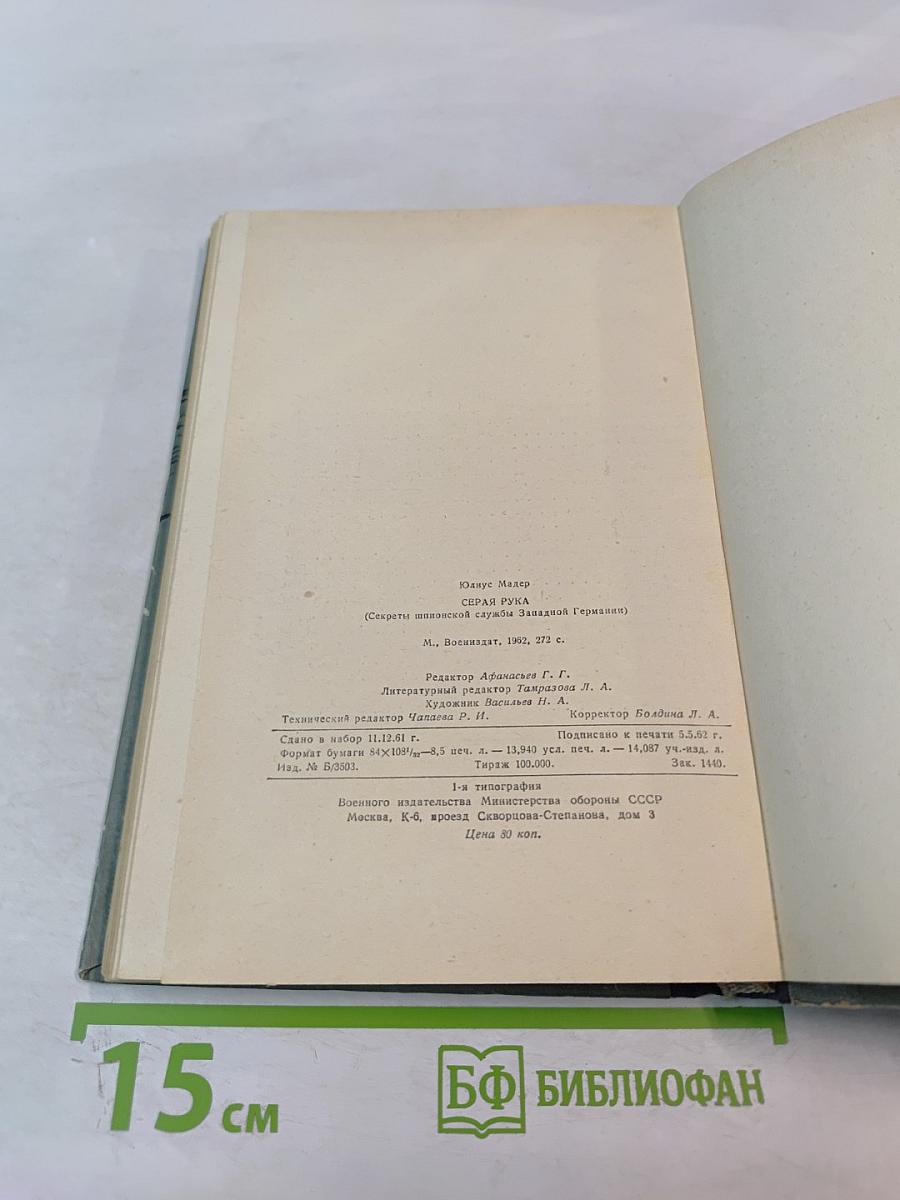 Юлиус Мадер
СЕРАЯ РУКА
(Секреты шпионской службы Западной Германии)
М., Воениздат, 1962, 272 с.
Редактор Афанасьев Г. Г.
Литературный редактор Тамразова Л. А.
Художник Васильев Н. А.
Технический редактор Чапаева Р. И. Корректор Болдина Л. А.
Сдано в набор 11.12.61 г. Подписано к печати 5.5.62 г.
Формат бумаги 84×108¹/₃₂—8,5 печ. л.—13,940 усл. печ. л.—14,087 уч.-изд. л.
Изд. № Б/3503. Тираж 100.000. Зак. 1440.
1-я типография
Военного издательства Министерства обороны СССР
Москва, К-6, проезд Скворцова-Степанова, дом 3
Цена 80 коп.
15 см
БФ БИБЛИОФАН